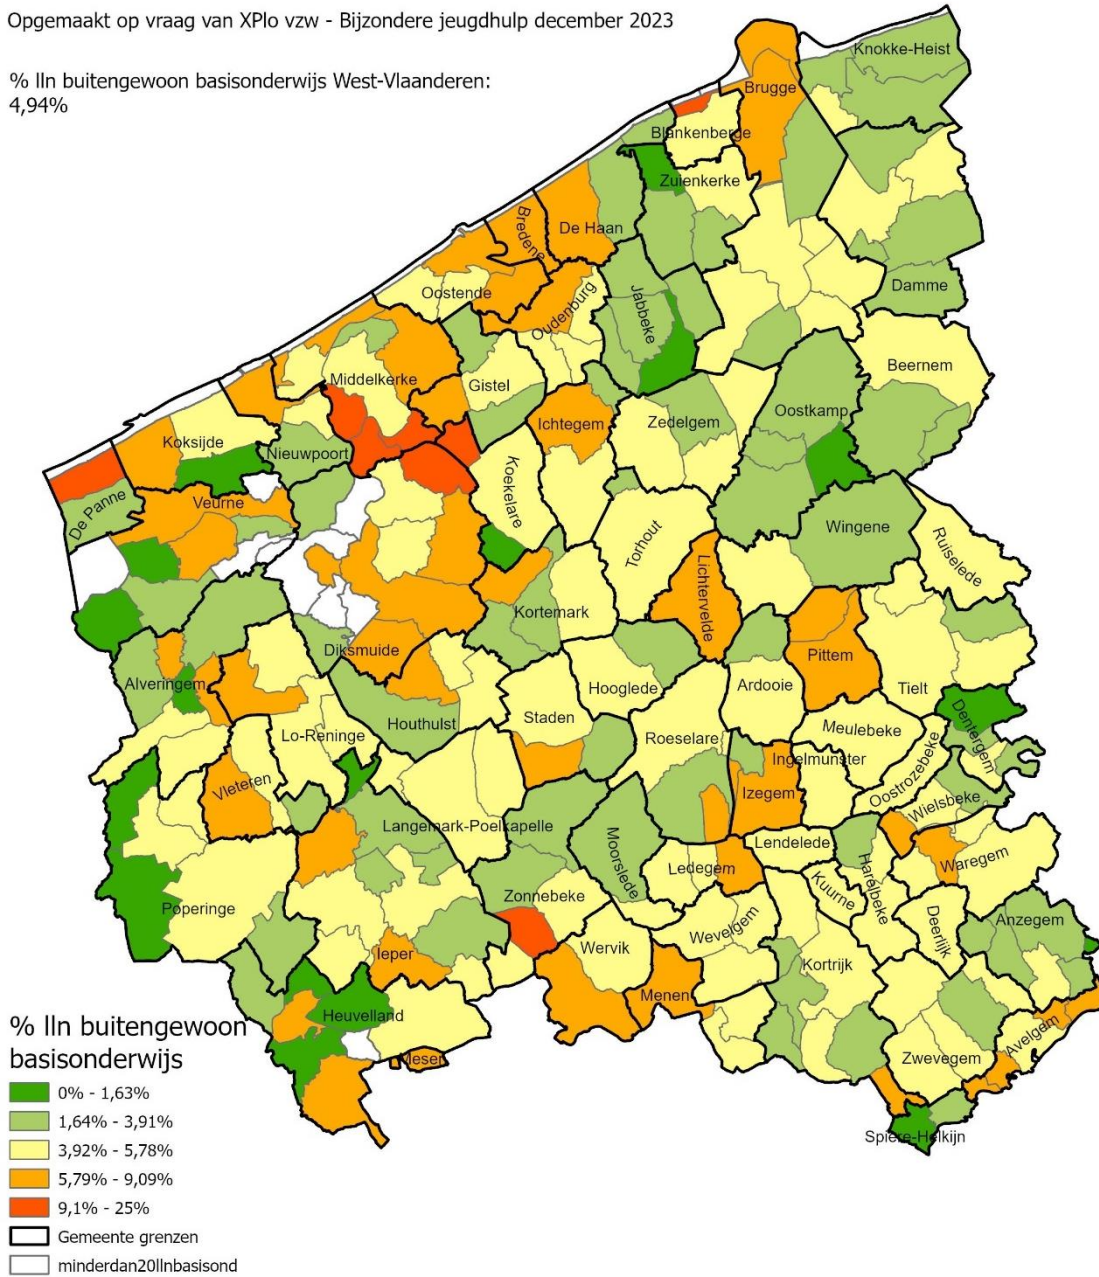 Opgemaakt op vraag van XPlo vzw - Bijzondere jeugdhulp december 2023
% lln buitengewoon basisonderwijs West-Vlaanderen:
4,94%
Knokke-Heist
Brugge
Blankenberge
Zuienkerke
De Haan
Bredene
Oostende
Oudenburg
Jabbeke
Damme
Beernem
Middelkerke
Gistel
Ichtegem
Zedelgem
Oostkamp
Koksijde
Nieuwpoort
De Panne
Veurne
Koekelare
Torhout
Wingene
Ruiselede
Lichtervelde
Kortemark
Diksmuide
Pittem
Alveringem
Hooglede
Ardooie
Tielt
Houthulst
Staden
Lo-Reninge
Roeselare
Meulebeke
Dentergem
Ingelmunster
Oostrozebeke
Vleteren
Izegem
Wielsbeke
Langemark-Poelkapelle
Moorslede
Lendelede
Ledegem
Harelbeke
Waregem
Kuurne
Zonnebeke
Poperinge
Wevelgem
Deerlijk
Anzegem
Wervik
Ieper
Kortrijk
Menen
Heuvelland
Avelgem
Zwevegem
Mesen
Spiere-Helkijn
% lln buitengewoon
basisonderwijs
0% - 1,63%
1,64% - 3,91%
3,92% - 5,78%
5,79% - 9,09%
9,1% - 25%
Gemeente grenzen
minderdan20llnbasisond